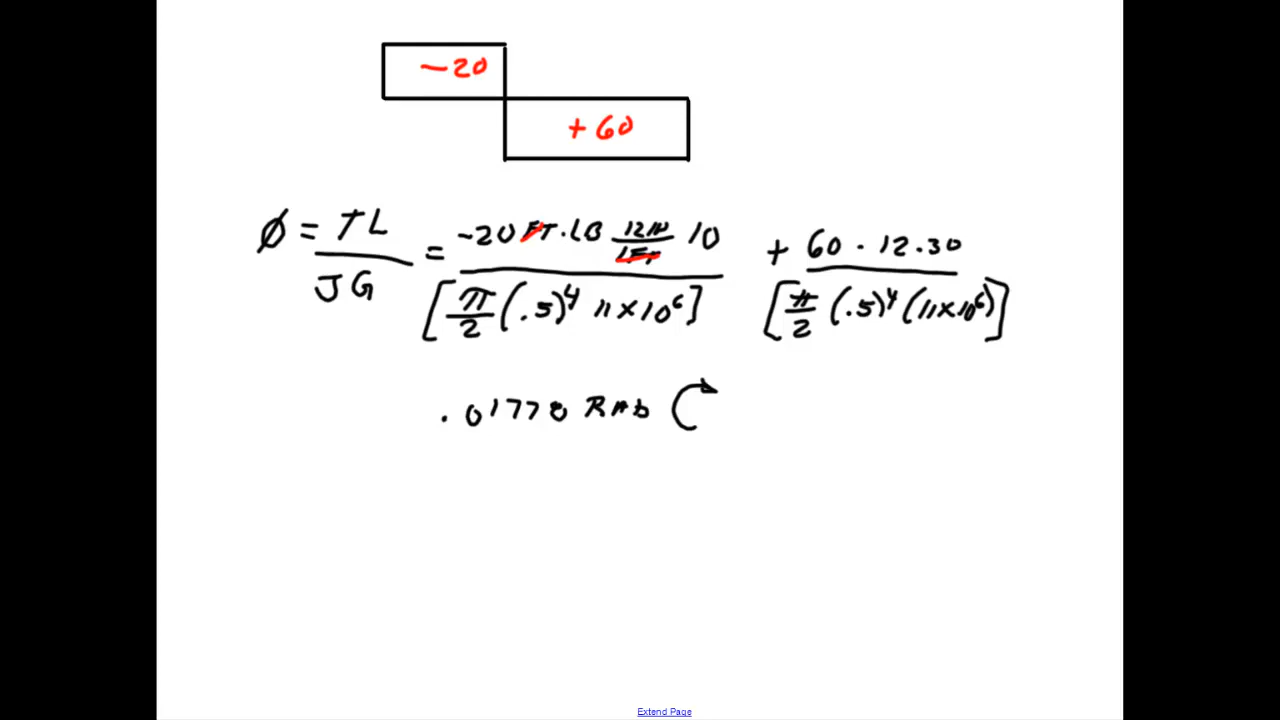 -20
+60
Ø = TL/JG = -20 FT·LB 12IN/1FT 10 / [π/2 (.5)⁴ 11×10⁶] + 60·12·30 / [π/2 (.5)⁴ (11×10⁶)]
.01778 RAD
Extend Page